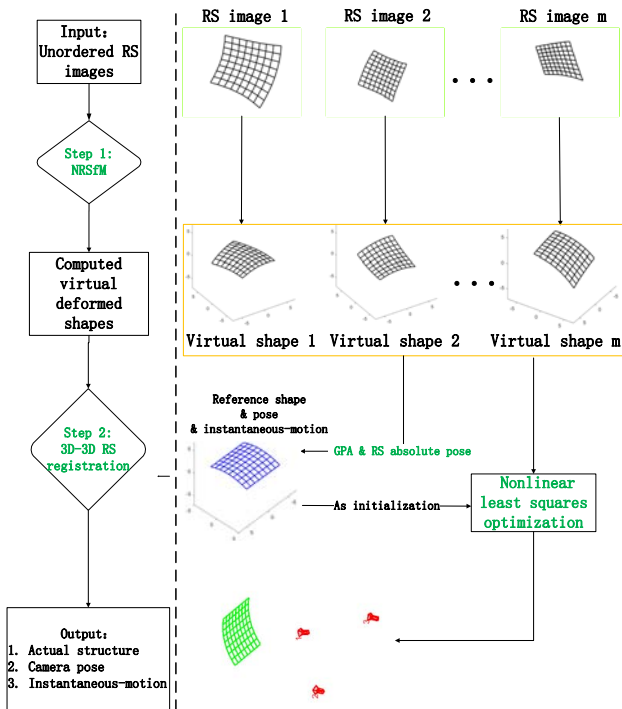 Input:
Unordered RS
images
Step 1:
NRSfM
Computed
virtual
deformed
shapes
Step 2:
3D-3D RS
registration
Output:
1. Actual structure
2. Camera pose
3. Instantaneous-motion
RS image 1
RS image 2
RS image m
Virtual shape 1
Virtual shape 2
Virtual shape m
Reference shape
& pose
& instantaneous-motion
GPA & RS absolute pose
As initialization
Nonlinear
least squares
optimization